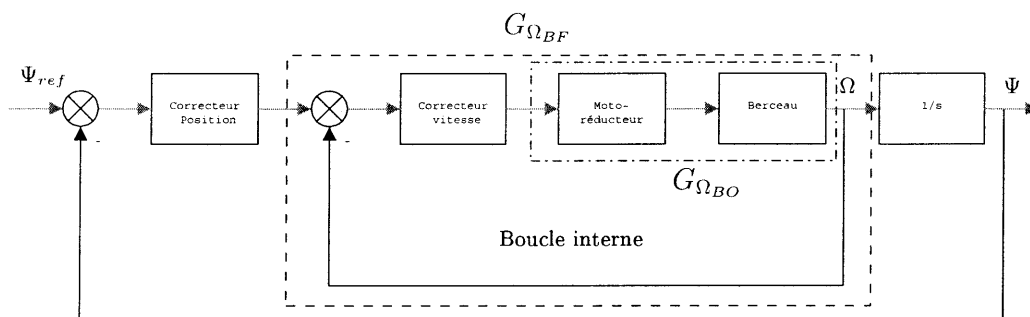 G_{Ω_{BF}}
Ψ_{ref}
Correcteur
Position
Correcteur
vitesse
Moto-
réducteur
Berceau
Ω
1/s
Ψ
-
-
G_{Ω_{BO}}
Boucle interne